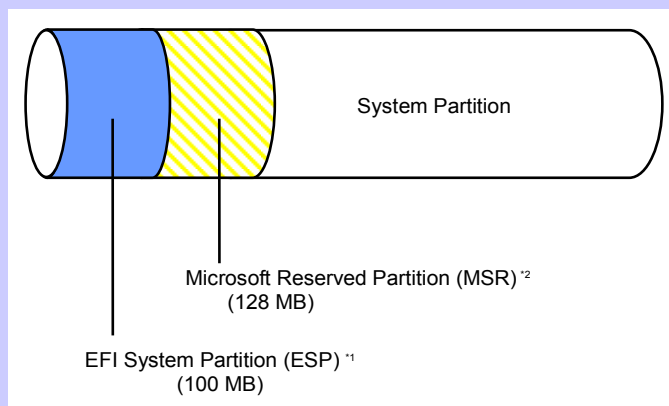 System Partition
Microsoft Reserved Partition (MSR) *2
(128 MB)
EFI System Partition (ESP) *1
(100 MB)